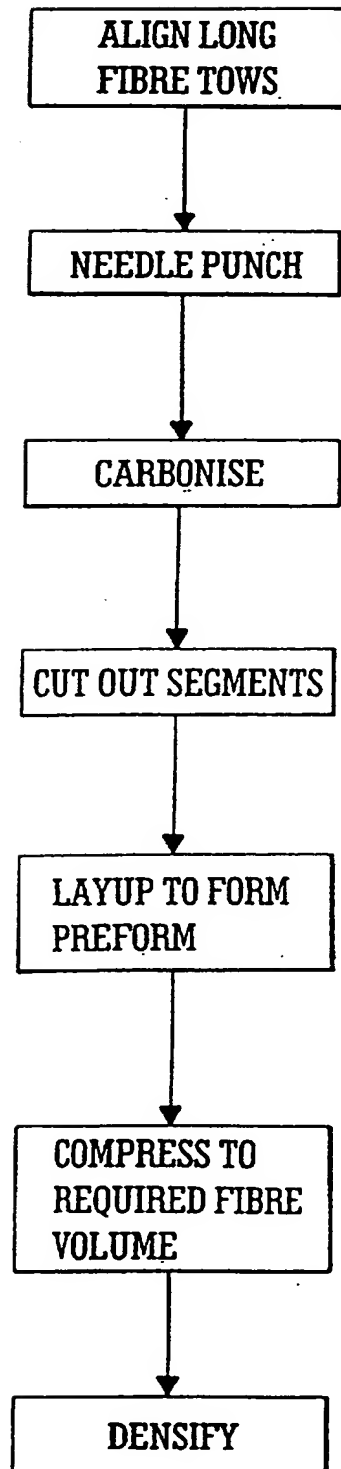 ALIGN LONG
FIBRE TOWS
NEEDLE PUNCH
CARBONISE
CUT OUT SEGMENTS
LAYUP TO FORM
PREFORM
COMPRESS TO
REQUIRED FIBRE
VOLUME
DENSIFY